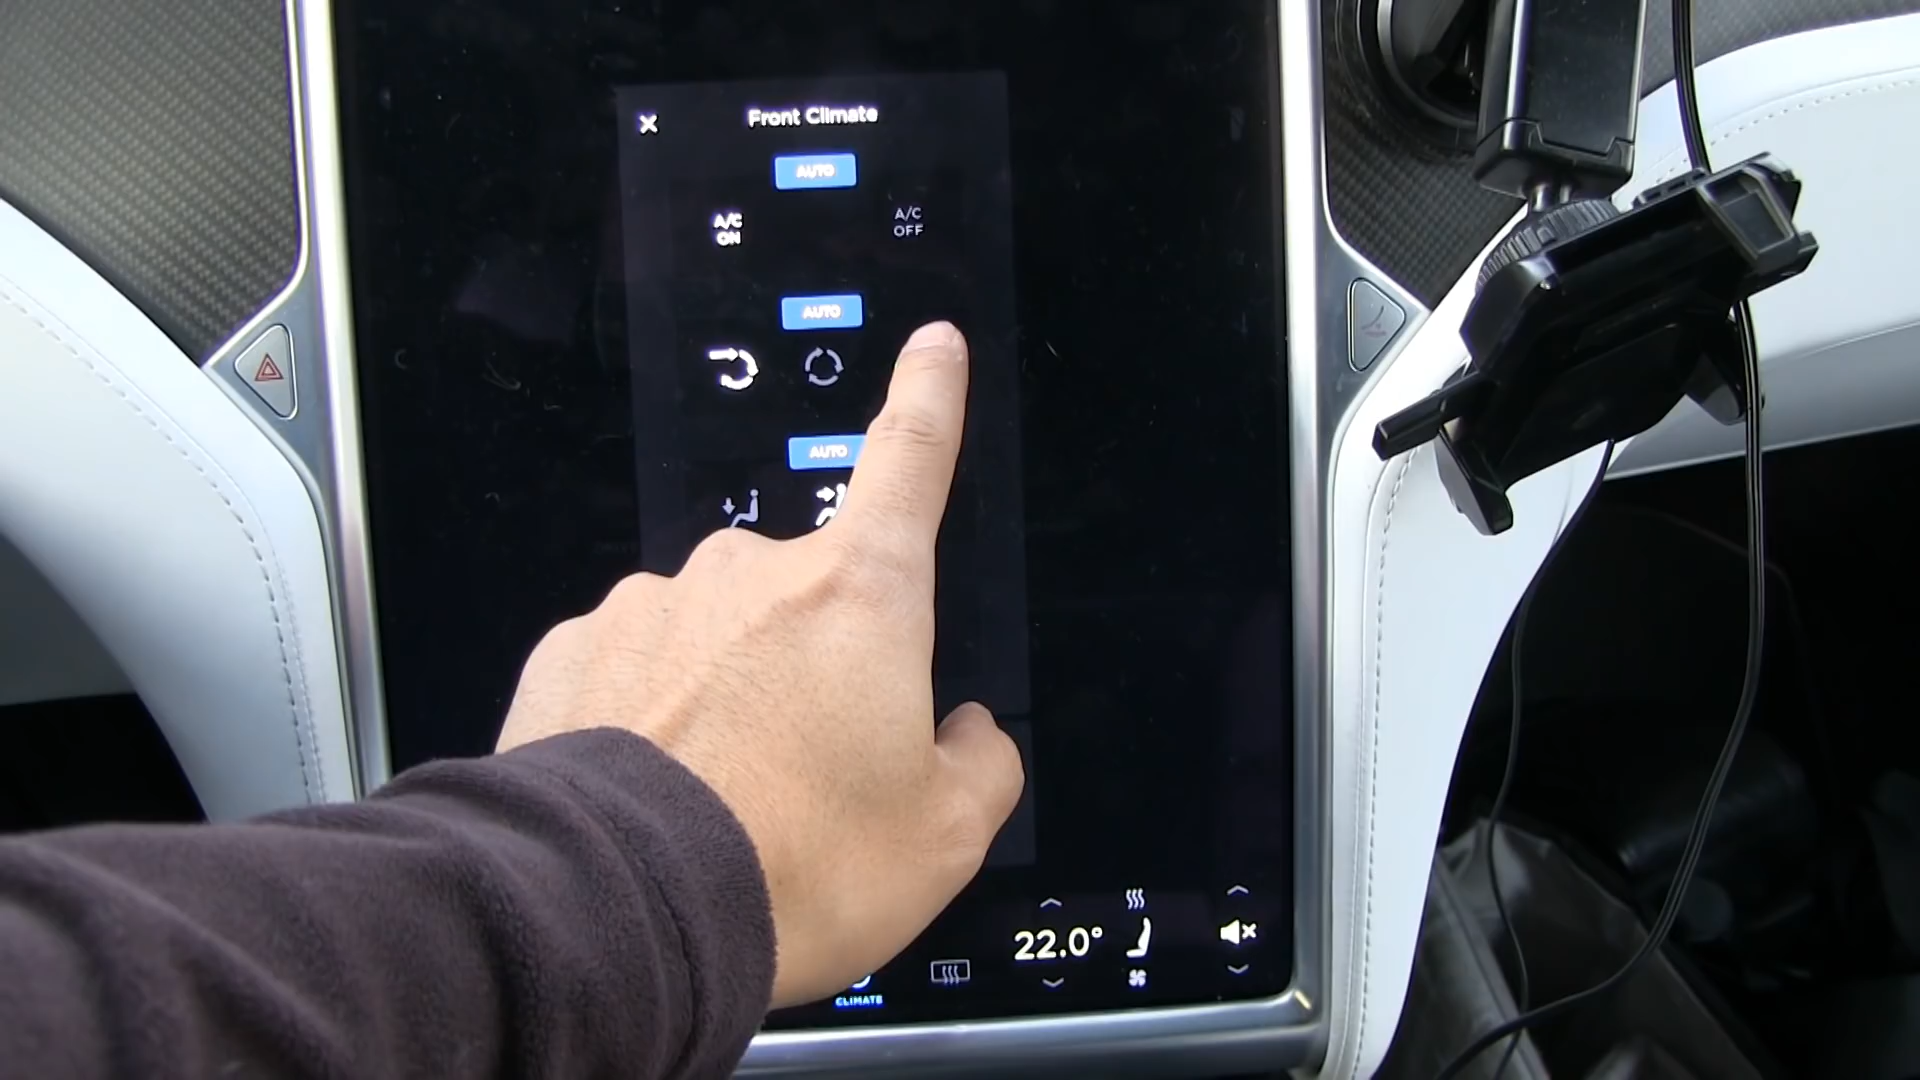 Front Climate
AUTO
A/C
ON
A/C
OFF
AUTO
AUTO
22.0°
CLIMATE